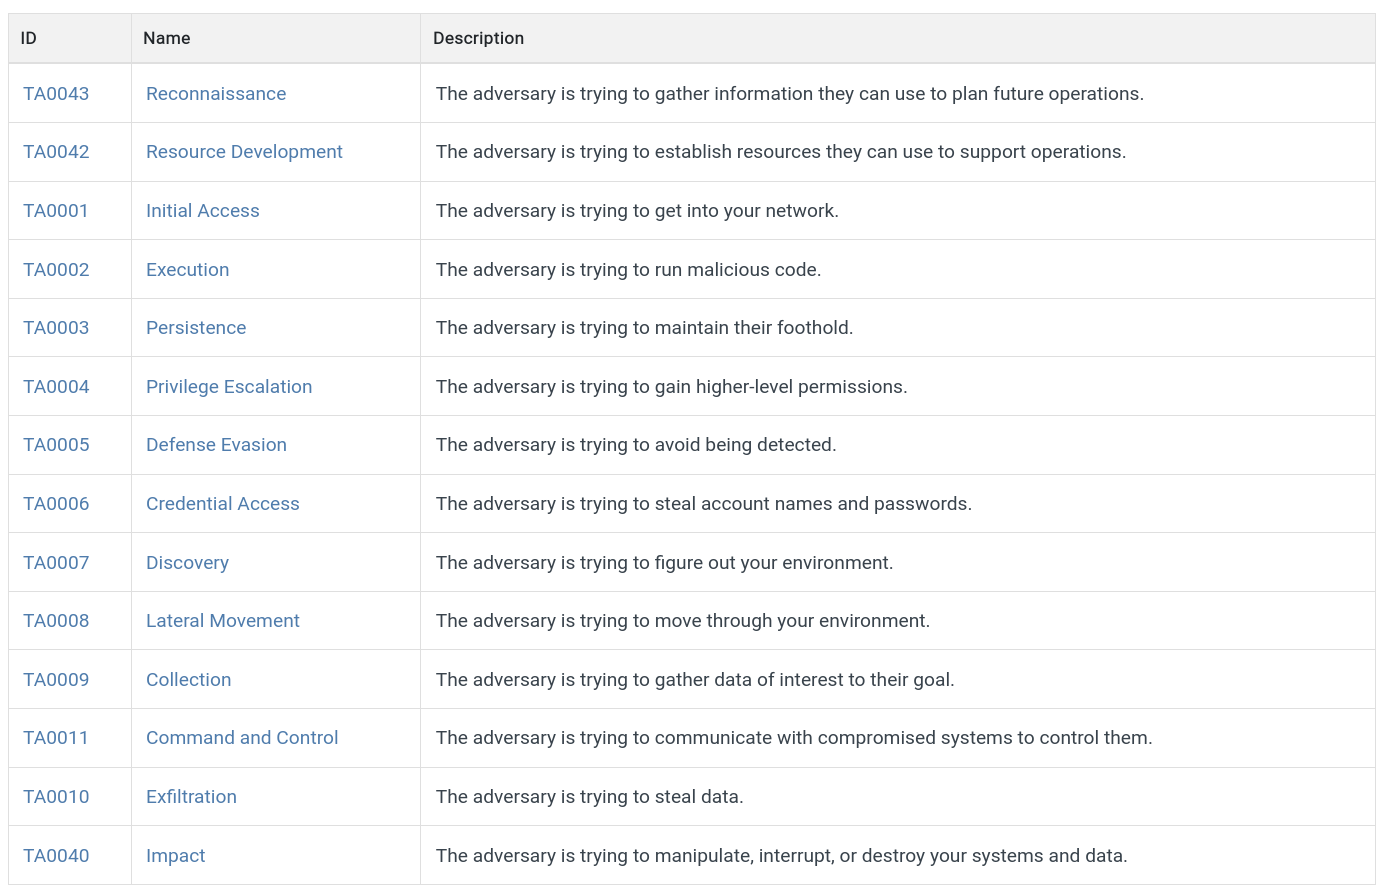 ID Name Description
TA0043 Reconnaissance The adversary is trying to gather information they can use to plan future operations.
TA0042 Resource Development The adversary is trying to establish resources they can use to support operations.
TA0001 Initial Access The adversary is trying to get into your network.
TA0002 Execution The adversary is trying to run malicious code.
TA0003 Persistence The adversary is trying to maintain their foothold.
TA0004 Privilege Escalation The adversary is trying to gain higher-level permissions.
TA0005 Defense Evasion The adversary is trying to avoid being detected.
TA0006 Credential Access The adversary is trying to steal account names and passwords.
TA0007 Discovery The adversary is trying to figure out your environment.
TA0008 Lateral Movement The adversary is trying to move through your environment.
TA0009 Collection The adversary is trying to gather data of interest to their goal.
TA0011 Command and Control The adversary is trying to communicate with compromised systems to control them.
TA0010 Exfiltration The adversary is trying to steal data.
TA0040 Impact The adversary is trying to manipulate, interrupt, or destroy your systems and data.